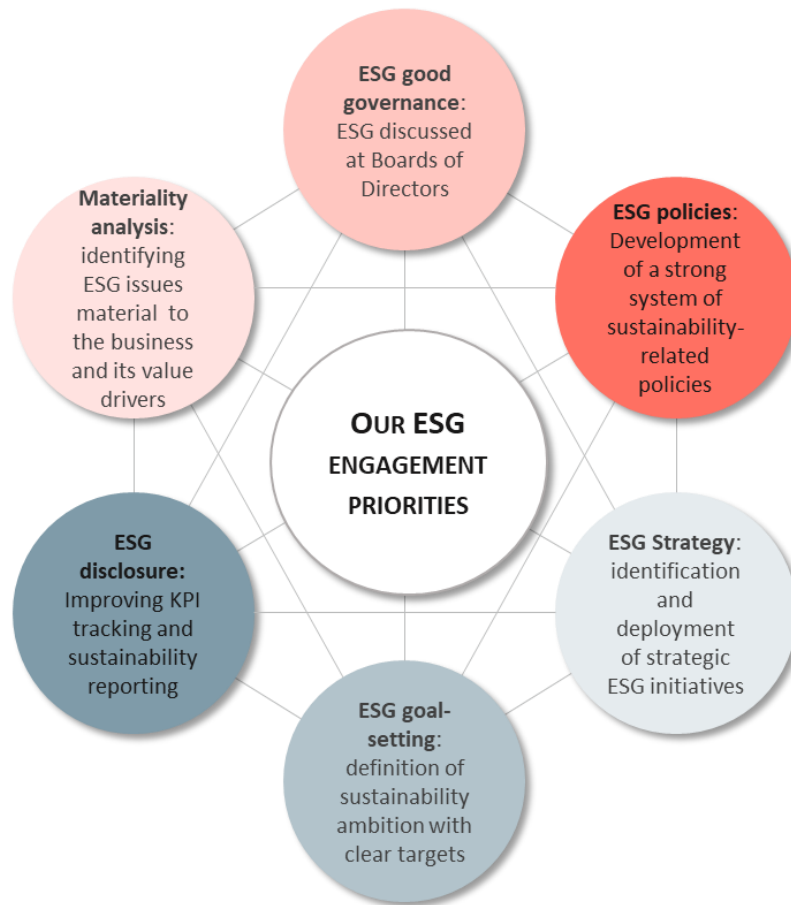 ESG good
governance:
ESG discussed
at Boards of
Directors
Materiality
analysis:
identifying
ESG issues
material to
the business
and its value
drivers
ESG policies:
Development
of a strong
system of
sustainability-
related
policies
OUR ESG
ENGAGEMENT
PRIORITIES
ESG
disclosure:
Improving KPI
tracking and
sustainability
reporting
ESG Strategy:
identification
and
deployment
of strategic
ESG initiatives
ESG goal-
setting:
definition of
sustainability
ambition with
clear targets